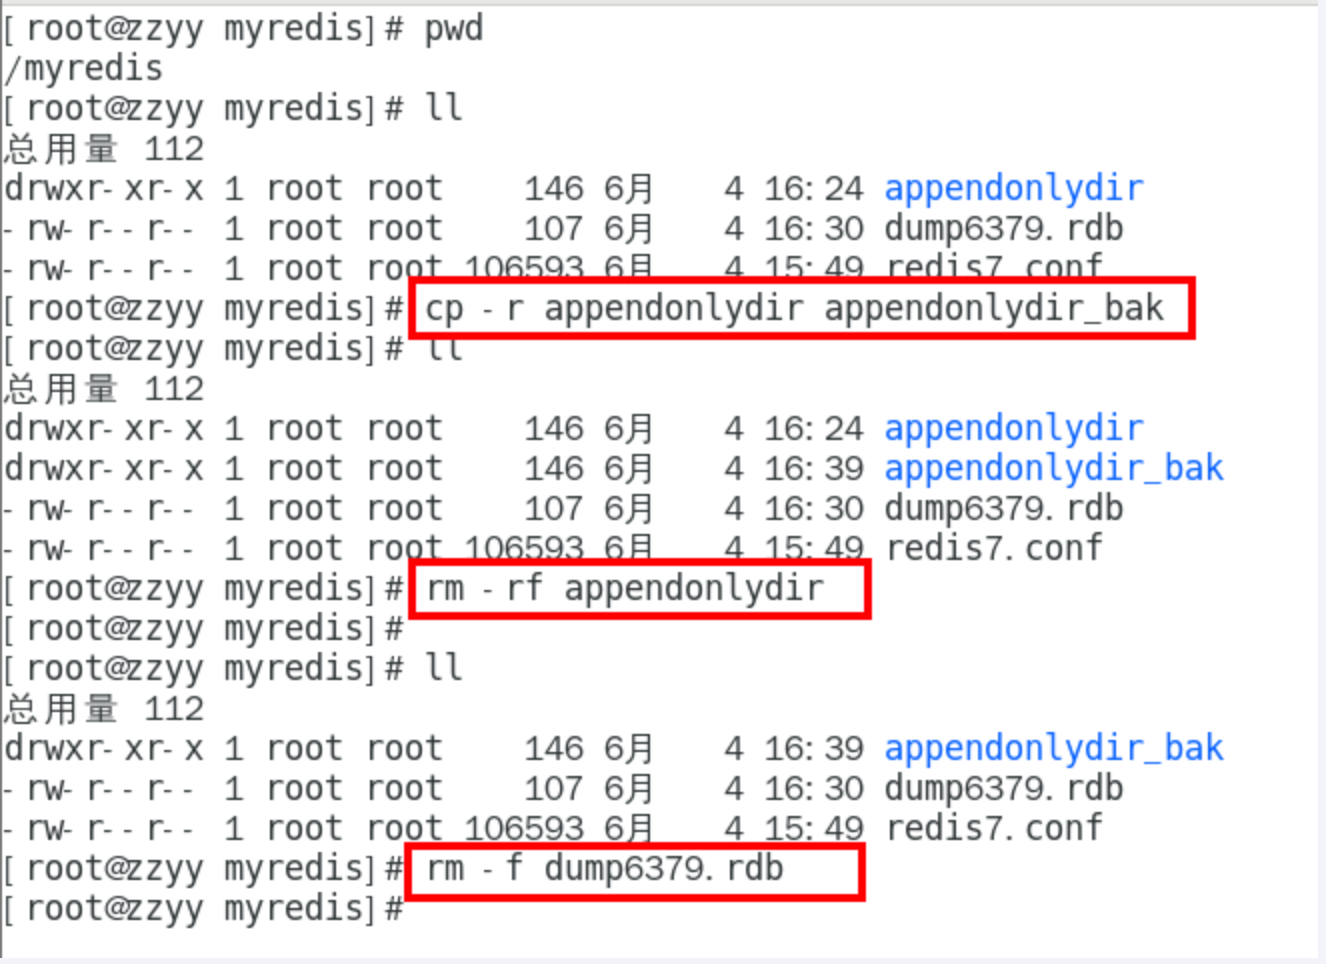 [root@zzyy myredis]# pwd
/myredis
[root@zzyy myredis]# ll
总用量 112
drwxr-xr-x 1 root root    146 6月   4 16:24 appendonlydir
-rw-r--r-- 1 root root    107 6月   4 16:30 dump6379.rdb
-rw-r--r-- 1 root root 106593 6月   4 15:49 redis7.conf
[root@zzyy myredis]# cp -r appendonlydir appendonlydir_bak
[root@zzyy myredis]# ll
总用量 112
drwxr-xr-x 1 root root    146 6月   4 16:24 appendonlydir
drwxr-xr-x 1 root root    146 6月   4 16:39 appendonlydir_bak
-rw-r--r-- 1 root root    107 6月   4 16:30 dump6379.rdb
-rw-r--r-- 1 root root 106593 6月   4 15:49 redis7.conf
[root@zzyy myredis]# rm -rf appendonlydir
[root@zzyy myredis]#
[root@zzyy myredis]# ll
总用量 112
drwxr-xr-x 1 root root    146 6月   4 16:39 appendonlydir_bak
-rw-r--r-- 1 root root    107 6月   4 16:30 dump6379.rdb
-rw-r--r-- 1 root root 106593 6月   4 15:49 redis7.conf
[root@zzyy myredis]# rm -f dump6379.rdb
[root@zzyy myredis]#